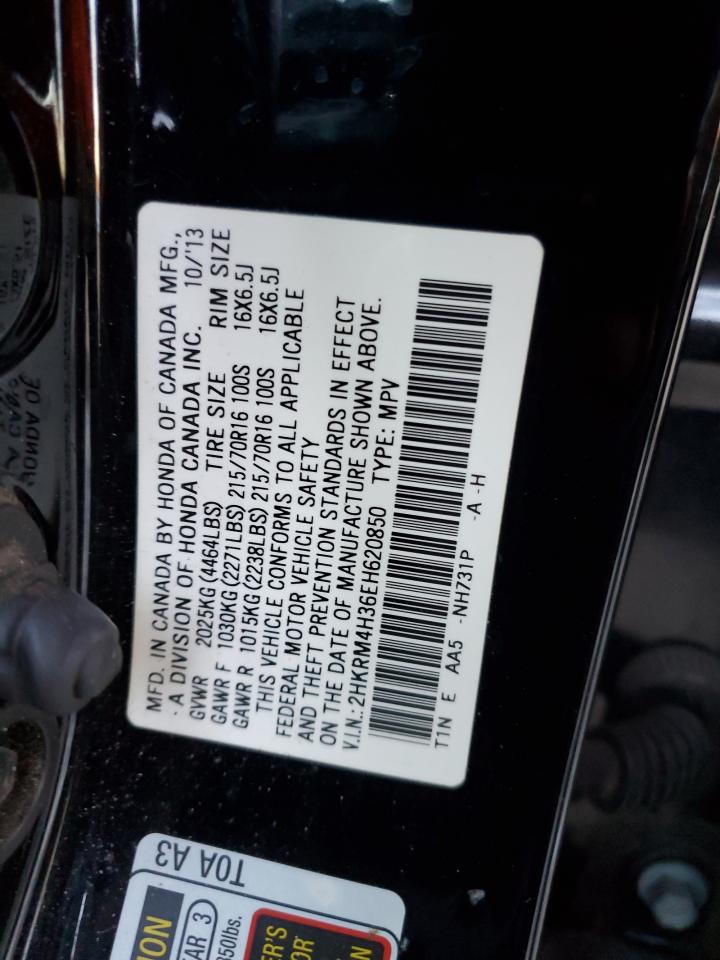 MFD. IN CANADA BY HONDA OF CANADA MFG.,
A DIVISION OF HONDA CANADA INC. 10/'13
GVWR 2025KG(4464LBS) TIRE SIZE RIM SIZE
GAWR F 1030KG(2271LBS) 215/70R16 100S 16X6.5J
GAWR R 1015KG(2238LBS) 215/70R16 100S 16X6.5J
THIS VEHICLE CONFORMS TO ALL APPLICABLE
FEDERAL MOTOR VEHICLE SAFETY
AND THEFT PREVENTION STANDARDS IN EFFECT
ON THE DATE OF MANUFACTURE SHOWN ABOVE.
V.I.N.: 2HKRM4H36EH620850 TYPE: MPV
T1N E AA5 -NH731P -A -H
TOA A3